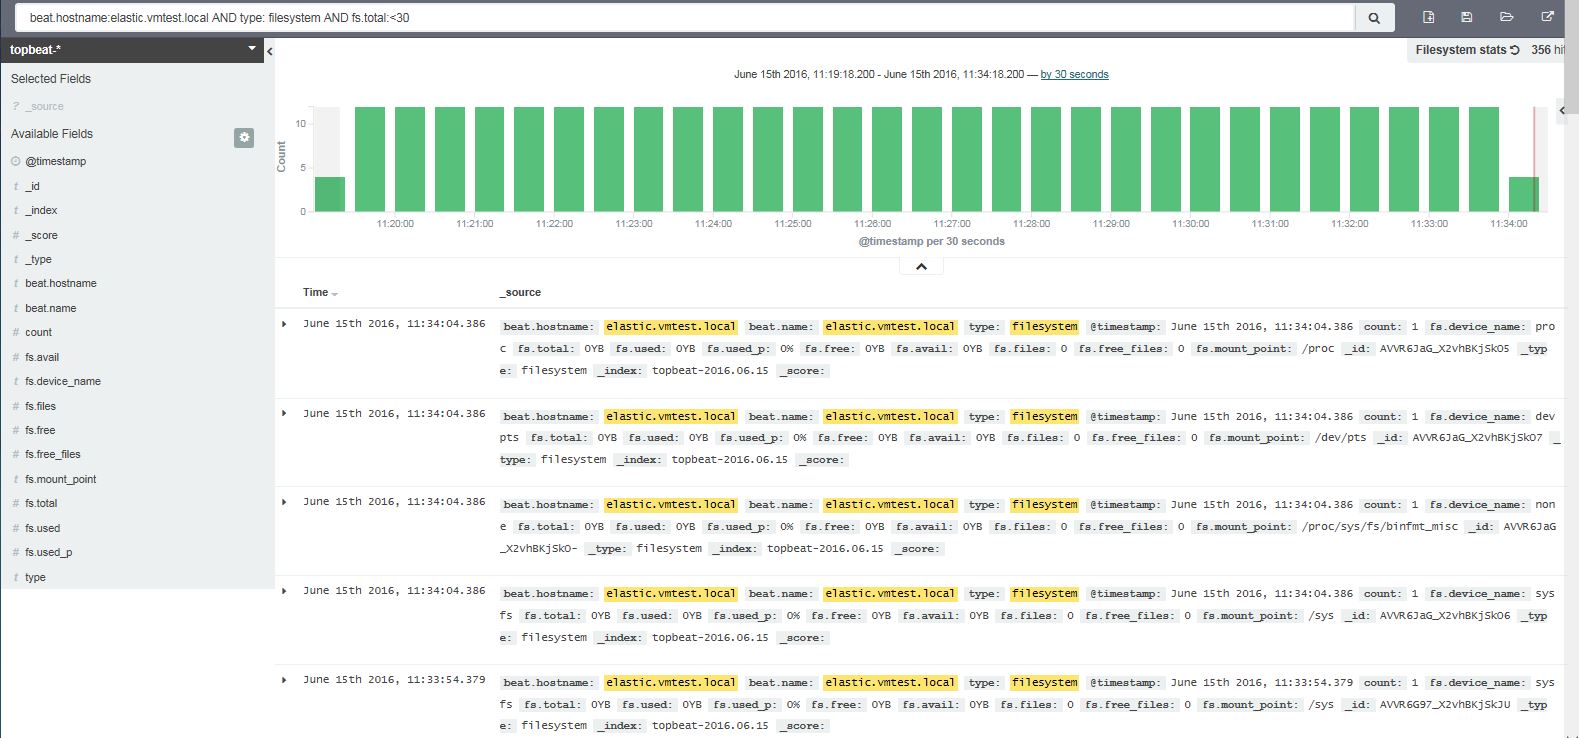 beat.hostname:elastic.vmtest.local AND type: filesystem AND fs.total:<30
topbeat-*
Selected Fields
? _source
Available Fields
@timestamp
t _id
t _index
# _score
t _type
t beat.hostname
t beat.name
# count
# fs.avail
t fs.device_name
# fs.files
# fs.free
# fs.free_files
t fs.mount_point
# fs.total
# fs.used
# fs.used_p
t type
Filesystem stats 356 hit
June 15th 2016, 11:19:18.200 - June 15th 2016, 11:34:18.200 — by 30 seconds
Count
10
5
0
11:20:00 11:21:00 11:22:00 11:23:00 11:24:00 11:25:00 11:26:00 11:27:00 11:28:00 11:29:00 11:30:00 11:31:00 11:32:00 11:33:00 11:34:00
@timestamp per 30 seconds
Time _source
June 15th 2016, 11:34:04.386 beat.hostname: elastic.vmtest.local beat.name: elastic.vmtest.local type: filesystem @timestamp: June 15th 2016, 11:34:04.386 count: 1 fs.device_name: pro
c fs.total: 0YB fs.used: 0YB fs.used_p: 0% fs.free: 0YB fs.avail: 0YB fs.files: 0 fs.free_files: 0 fs.mount_point: /proc _id: AVVR6JaG_X2vhBKjSkO5 _typ
e: filesystem _index: topbeat-2016.06.15 _score:
June 15th 2016, 11:34:04.386 beat.hostname: elastic.vmtest.local beat.name: elastic.vmtest.local type: filesystem @timestamp: June 15th 2016, 11:34:04.386 count: 1 fs.device_name: dev
pts fs.total: 0YB fs.used: 0YB fs.used_p: 0% fs.free: 0YB fs.avail: 0YB fs.files: 0 fs.free_files: 0 fs.mount_point: /dev/pts _id: AVVR6JaG_X2vhBKjSkO7 _
type: filesystem _index: topbeat-2016.06.15 _score:
June 15th 2016, 11:34:04.386 beat.hostname: elastic.vmtest.local beat.name: elastic.vmtest.local type: filesystem @timestamp: June 15th 2016, 11:34:04.386 count: 1 fs.device_name: non
e fs.total: 0YB fs.used: 0YB fs.used_p: 0% fs.free: 0YB fs.avail: 0YB fs.files: 0 fs.free_files: 0 fs.mount_point: /proc/sys/fs/binfmt_misc _id: AVVR6JaG
_X2vhBKjSkO- _type: filesystem _index: topbeat-2016.06.15 _score:
June 15th 2016, 11:34:04.386 beat.hostname: elastic.vmtest.local beat.name: elastic.vmtest.local type: filesystem @timestamp: June 15th 2016, 11:34:04.386 count: 1 fs.device_name: sys
fs fs.total: 0YB fs.used: 0YB fs.used_p: 0% fs.free: 0YB fs.avail: 0YB fs.files: 0 fs.free_files: 0 fs.mount_point: /sys _id: AVVR6JaG_X2vhBKjSkO6 _typ
e: filesystem _index: topbeat-2016.06.15 _score:
June 15th 2016, 11:33:54.379 beat.hostname: elastic.vmtest.local beat.name: elastic.vmtest.local type: filesystem @timestamp: June 15th 2016, 11:33:54.379 count: 1 fs.device_name: sys
fs fs.total: 0YB fs.used: 0YB fs.used_p: 0% fs.free: 0YB fs.avail: 0YB fs.files: 0 fs.free_files: 0 fs.mount_point: /sys _id: AVVR6G97_X2vhBKjSkJU _typ
e: filesystem _index: topbeat-2016.06.15 _score: